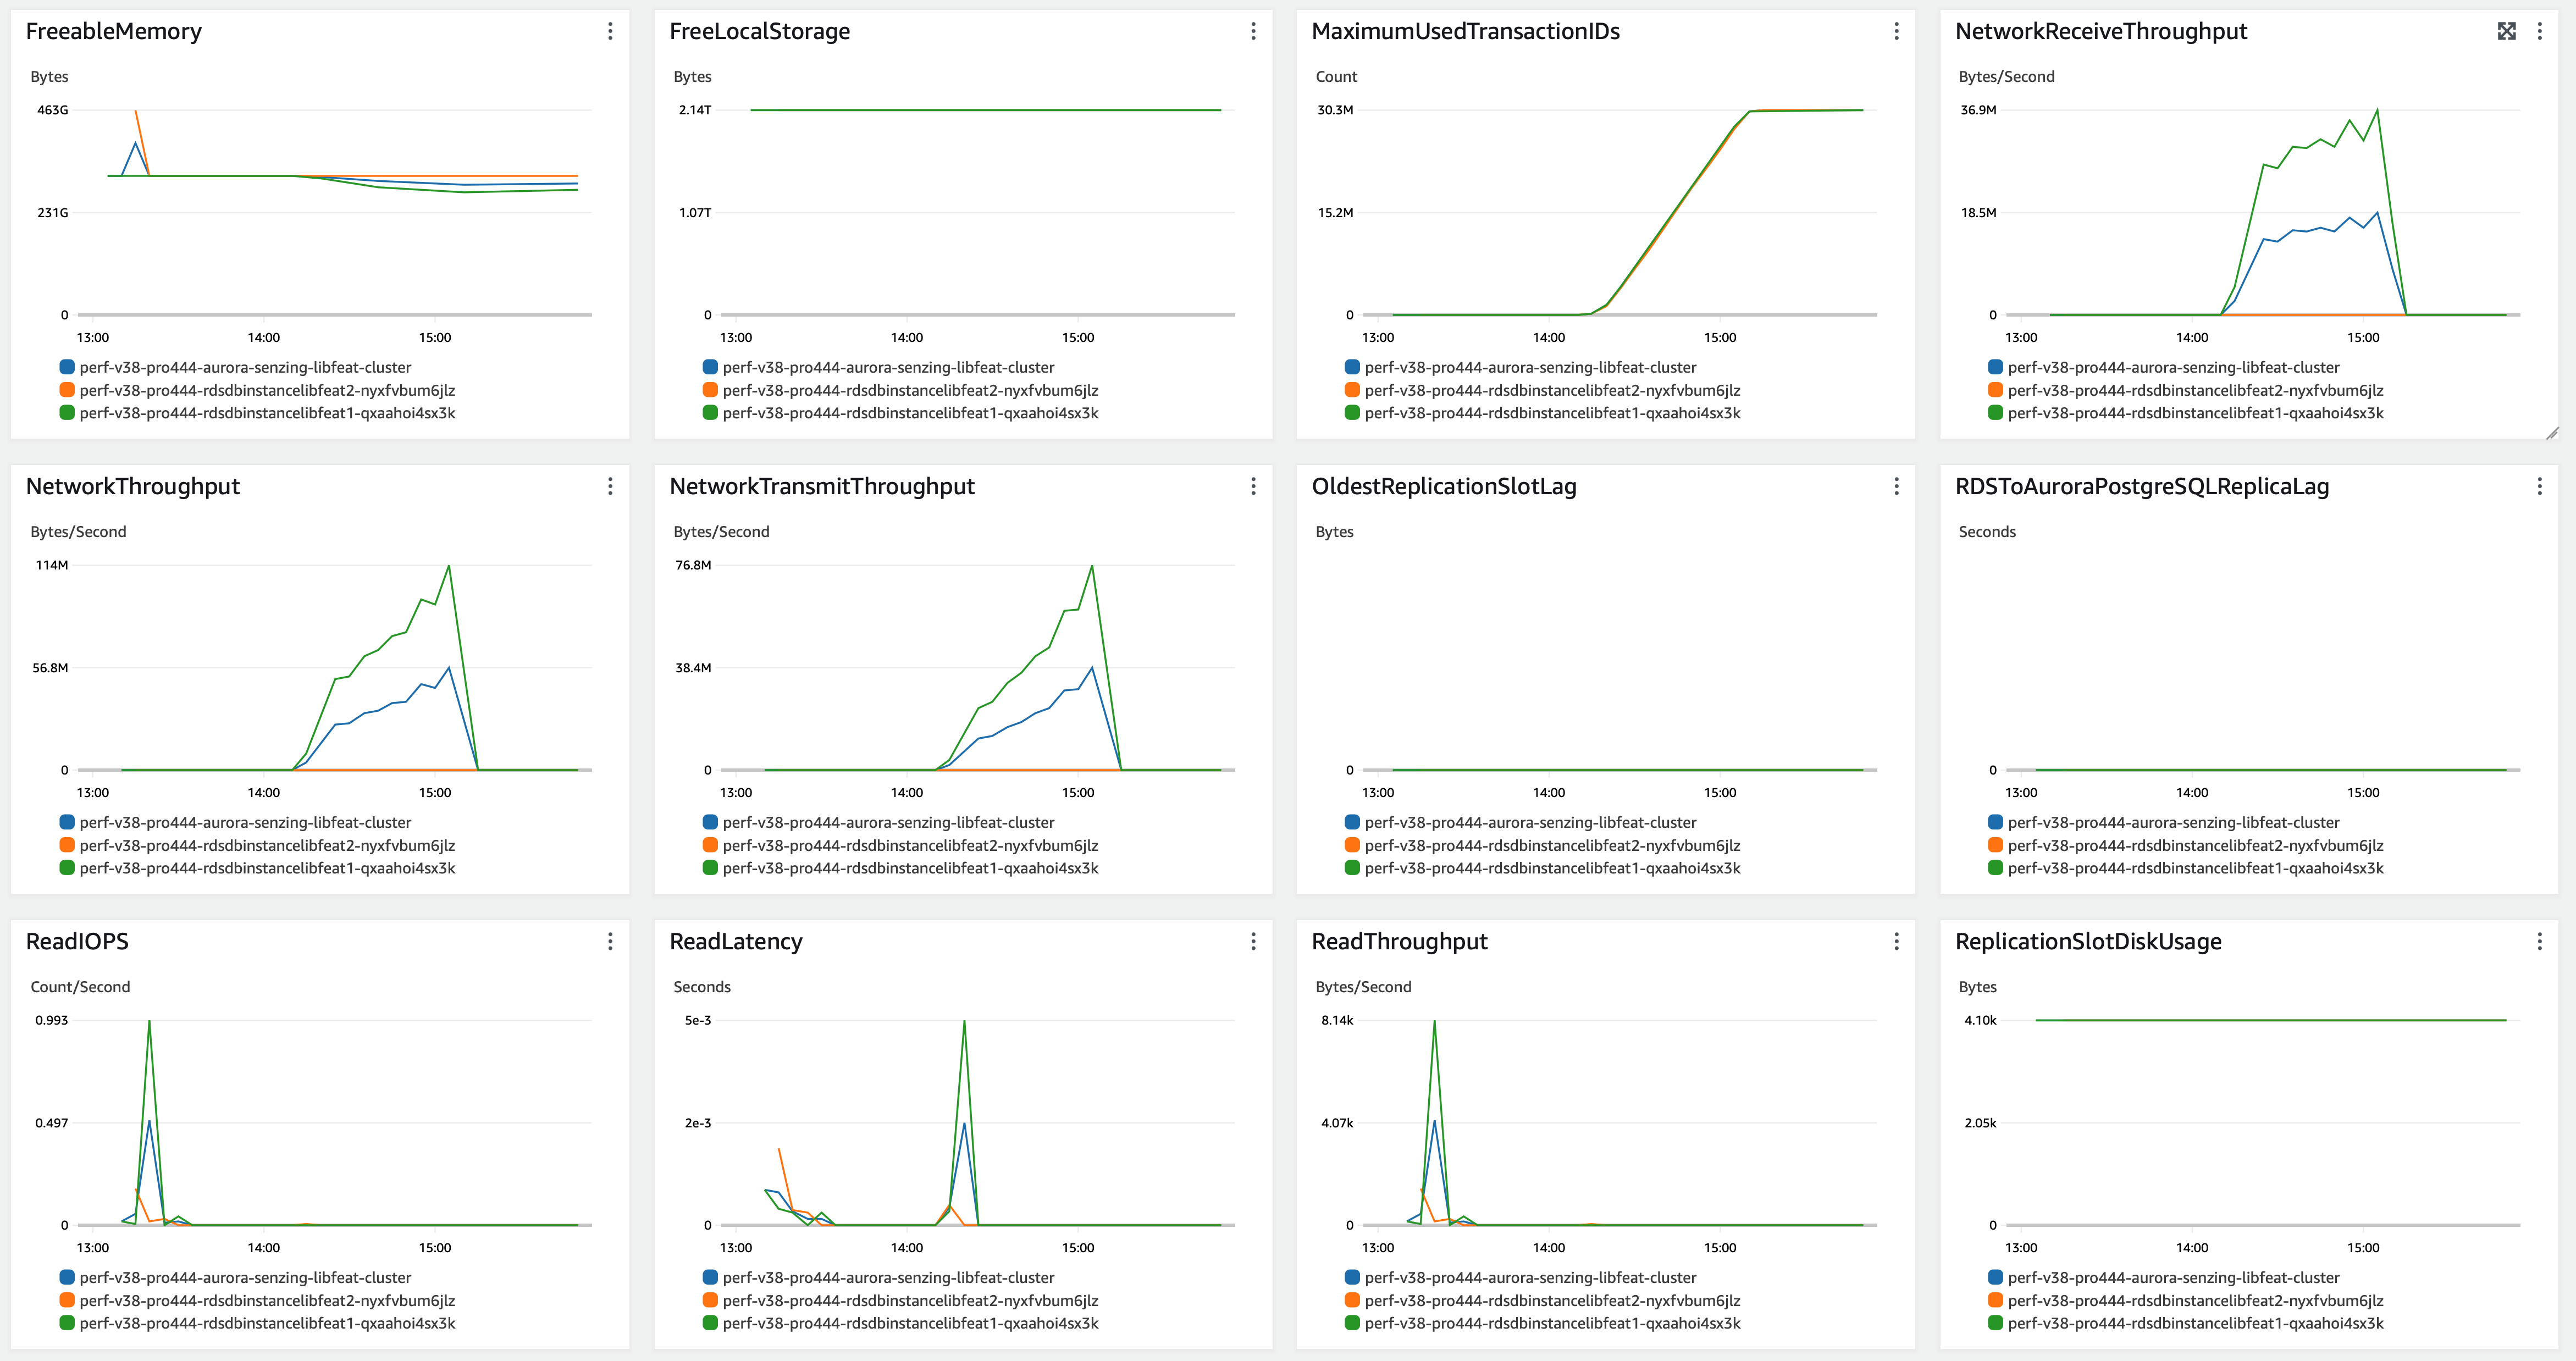 FreeableMemory
Bytes
463G
231G
0
13:00 14:00 15:00
perf-v38-pro444-aurora-senzing-libfeat-cluster
perf-v38-pro444-rdsdbinstancelibfeat2-nyxfvbum6jlz
perf-v38-pro444-rdsdbinstancelibfeat1-qxaahoi4sx3k
FreeLocalStorage
Bytes
2.14T
1.07T
0
13:00 14:00 15:00
perf-v38-pro444-aurora-senzing-libfeat-cluster
perf-v38-pro444-rdsdbinstancelibfeat2-nyxfvbum6jlz
perf-v38-pro444-rdsdbinstancelibfeat1-qxaahoi4sx3k
MaximumUsedTransactionIDs
Count
30.3M
15.2M
0
13:00 14:00 15:00
perf-v38-pro444-aurora-senzing-libfeat-cluster
perf-v38-pro444-rdsdbinstancelibfeat2-nyxfvbum6jlz
perf-v38-pro444-rdsdbinstancelibfeat1-qxaahoi4sx3k
NetworkReceiveThroughput
Bytes/Second
36.9M
18.5M
0
13:00 14:00 15:00
perf-v38-pro444-aurora-senzing-libfeat-cluster
perf-v38-pro444-rdsdbinstancelibfeat2-nyxfvbum6jlz
perf-v38-pro444-rdsdbinstancelibfeat1-qxaahoi4sx3k
NetworkThroughput
Bytes/Second
114M
56.8M
0
13:00 14:00 15:00
perf-v38-pro444-aurora-senzing-libfeat-cluster
perf-v38-pro444-rdsdbinstancelibfeat2-nyxfvbum6jlz
perf-v38-pro444-rdsdbinstancelibfeat1-qxaahoi4sx3k
NetworkTransmitThroughput
Bytes/Second
76.8M
38.4M
0
13:00 14:00 15:00
perf-v38-pro444-aurora-senzing-libfeat-cluster
perf-v38-pro444-rdsdbinstancelibfeat2-nyxfvbum6jlz
perf-v38-pro444-rdsdbinstancelibfeat1-qxaahoi4sx3k
OldestReplicationSlotLag
Bytes
0
13:00 14:00 15:00
perf-v38-pro444-aurora-senzing-libfeat-cluster
perf-v38-pro444-rdsdbinstancelibfeat2-nyxfvbum6jlz
perf-v38-pro444-rdsdbinstancelibfeat1-qxaahoi4sx3k
RDSToAuroraPostgreSQLReplicaLag
Seconds
0
13:00 14:00 15:00
perf-v38-pro444-aurora-senzing-libfeat-cluster
perf-v38-pro444-rdsdbinstancelibfeat2-nyxfvbum6jlz
perf-v38-pro444-rdsdbinstancelibfeat1-qxaahoi4sx3k
ReadIOPS
Count/Second
0.993
0.497
0
13:00 14:00 15:00
perf-v38-pro444-aurora-senzing-libfeat-cluster
perf-v38-pro444-rdsdbinstancelibfeat2-nyxfvbum6jlz
perf-v38-pro444-rdsdbinstancelibfeat1-qxaahoi4sx3k
ReadLatency
Seconds
5e-3
2e-3
0
13:00 14:00 15:00
perf-v38-pro444-aurora-senzing-libfeat-cluster
perf-v38-pro444-rdsdbinstancelibfeat2-nyxfvbum6jlz
perf-v38-pro444-rdsdbinstancelibfeat1-qxaahoi4sx3k
ReadThroughput
Bytes/Second
8.14k
4.07k
0
13:00 14:00 15:00
perf-v38-pro444-aurora-senzing-libfeat-cluster
perf-v38-pro444-rdsdbinstancelibfeat2-nyxfvbum6jlz
perf-v38-pro444-rdsdbinstancelibfeat1-qxaahoi4sx3k
ReplicationSlotDiskUsage
Bytes
4.10k
2.05k
0
13:00 14:00 15:00
perf-v38-pro444-aurora-senzing-libfeat-cluster
perf-v38-pro444-rdsdbinstancelibfeat2-nyxfvbum6jlz
perf-v38-pro444-rdsdbinstancelibfeat1-qxaahoi4sx3k